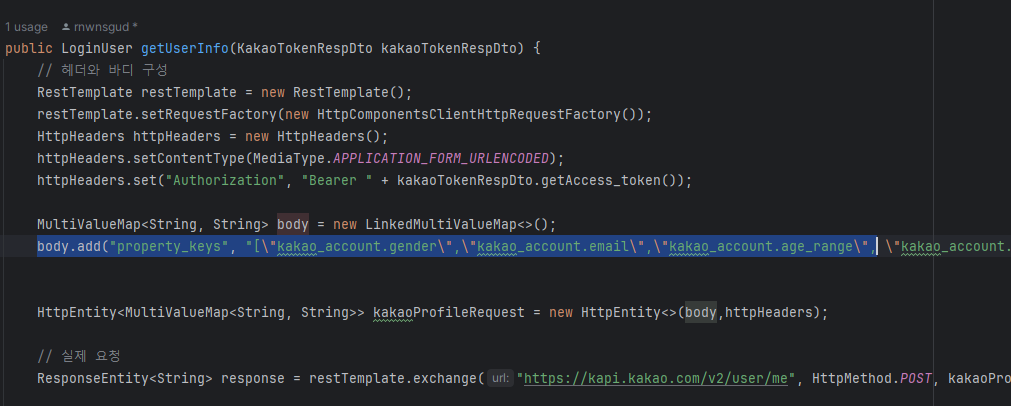 1 usage mwnsgud *
public LoginUser getUserInfo(KakaoTokenRespDto kakaoTokenRespDto) {
// 헤더와 바디 구성
RestTemplate restTemplate = new RestTemplate();
restTemplate.setRequestFactory(new HttpComponentsClientHttpRequestFactory());
HttpHeaders httpHeaders = new HttpHeaders();
httpHeaders.setContentType(MediaType.APPLICATION_FORM_URLENCODED);
httpHeaders.set("Authorization", "Bearer " + kakaoTokenRespDto.getAccess_token());
MultiValueMap<String, String> body = new LinkedMultiValueMap<>();
body.add("property_keys", "[\"kakao_account.gender\",\"kakao_account.email\",\"kakao_account.age_range\", \"kakao_account.
HttpEntity<MultiValueMap<String, String>> kakaoProfileRequest = new HttpEntity<>(body,httpHeaders);
// 실제 요청
ResponseEntity<String> response = restTemplate.exchange( url: "https://kapi.kakao.com/v2/user/me", HttpMethod.POST, kakaoPro